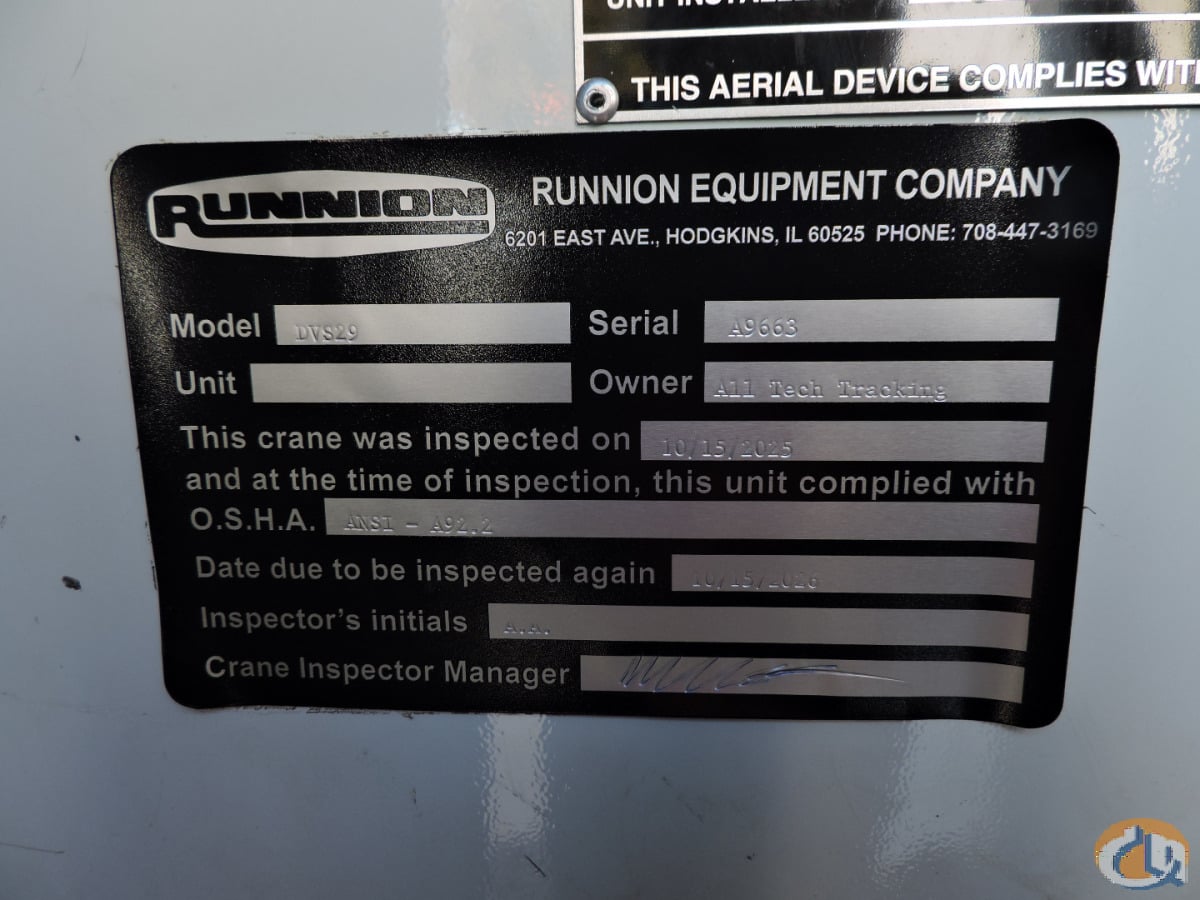 THIS AERIAL DEVICE COMPLIES WITH
RUNNION
RUNNION EQUIPMENT COMPANY
6201 EAST AVE., HODGKINS, IL 60525 PHONE: 708-447-3169
Model DVS29 Serial A9663
Unit Owner All Tech Tracking
This crane was inspected on 10/15/2025
and at the time of inspection, this unit complied with
O.S.H.A. ANSI - A92.2
Date due to be inspected again 10/15/2026
Inspector's initials A.A.
Crane Inspector Manager